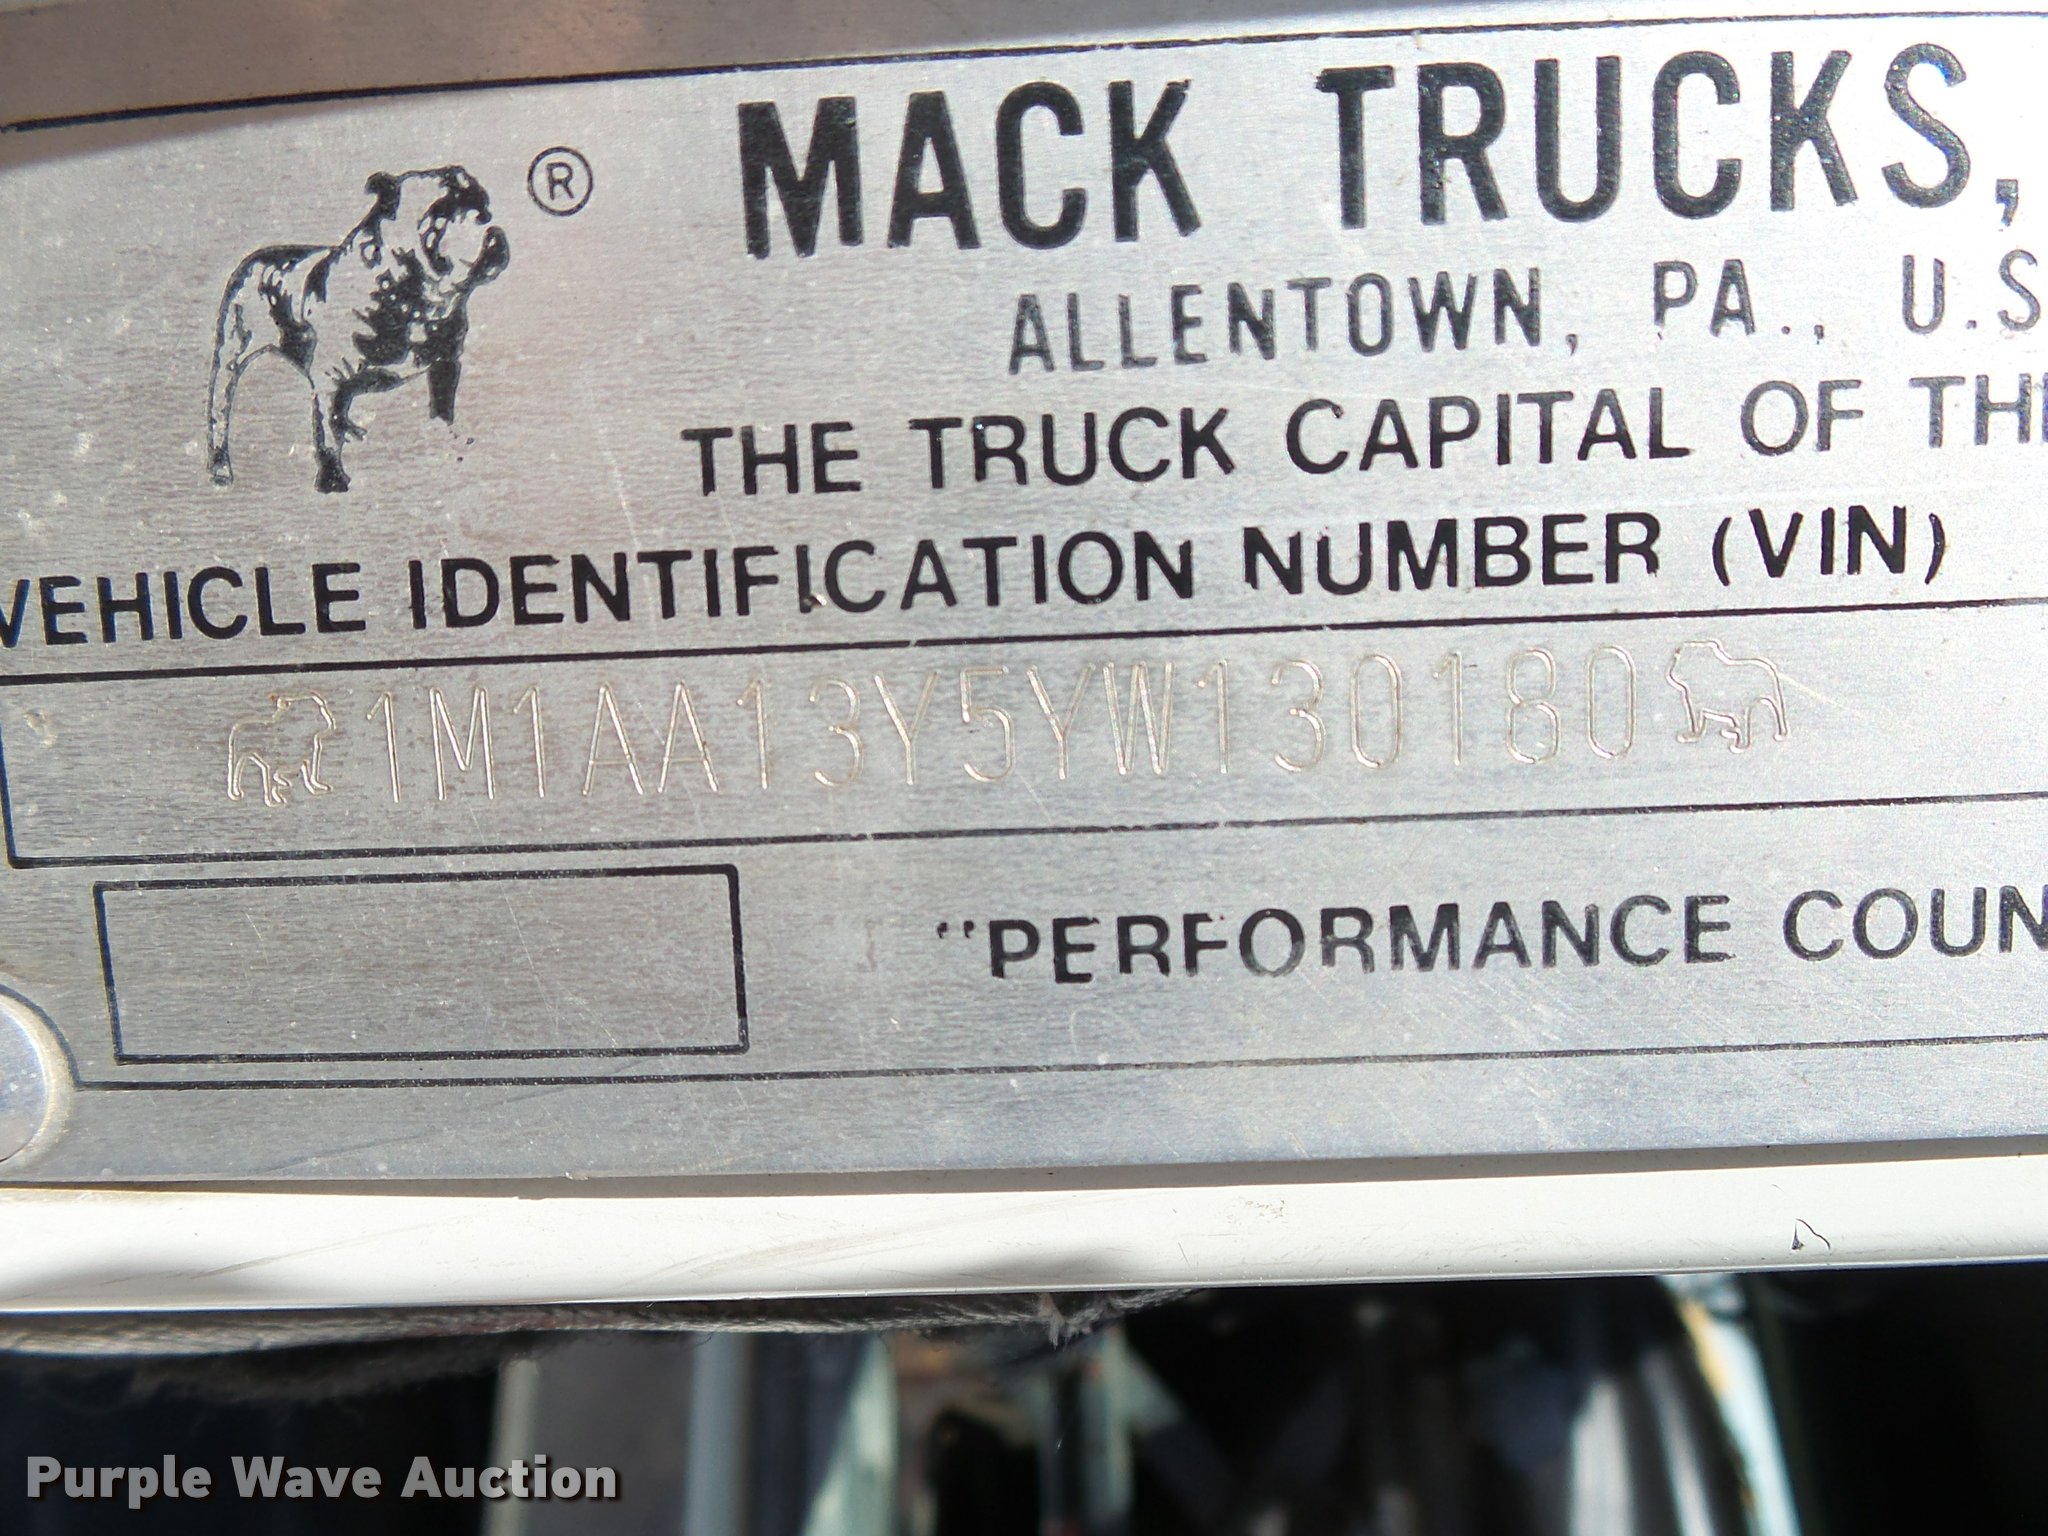 ®
MACK TRUCKS,
ALLENTOWN, PA., U.S
THE TRUCK CAPITAL OF TH
VEHICLE IDENTIFICATION NUMBER (VIN)
1M1AA13Y5YW130180
"PERFORMANCE COUN
Purple Wave Auction